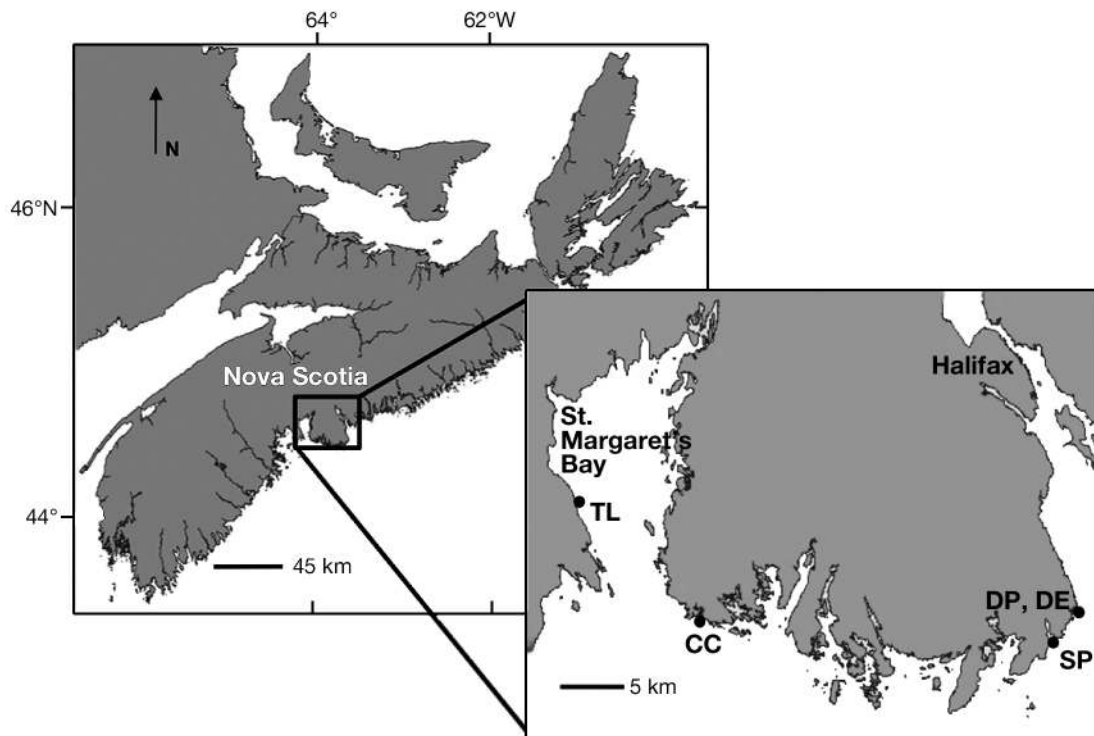 64°
62°W
N
46°N
Nova Scotia
44°
45 km
Halifax
St.
Margaret's
Bay
TL
DP, DE
CC
SP
5 km